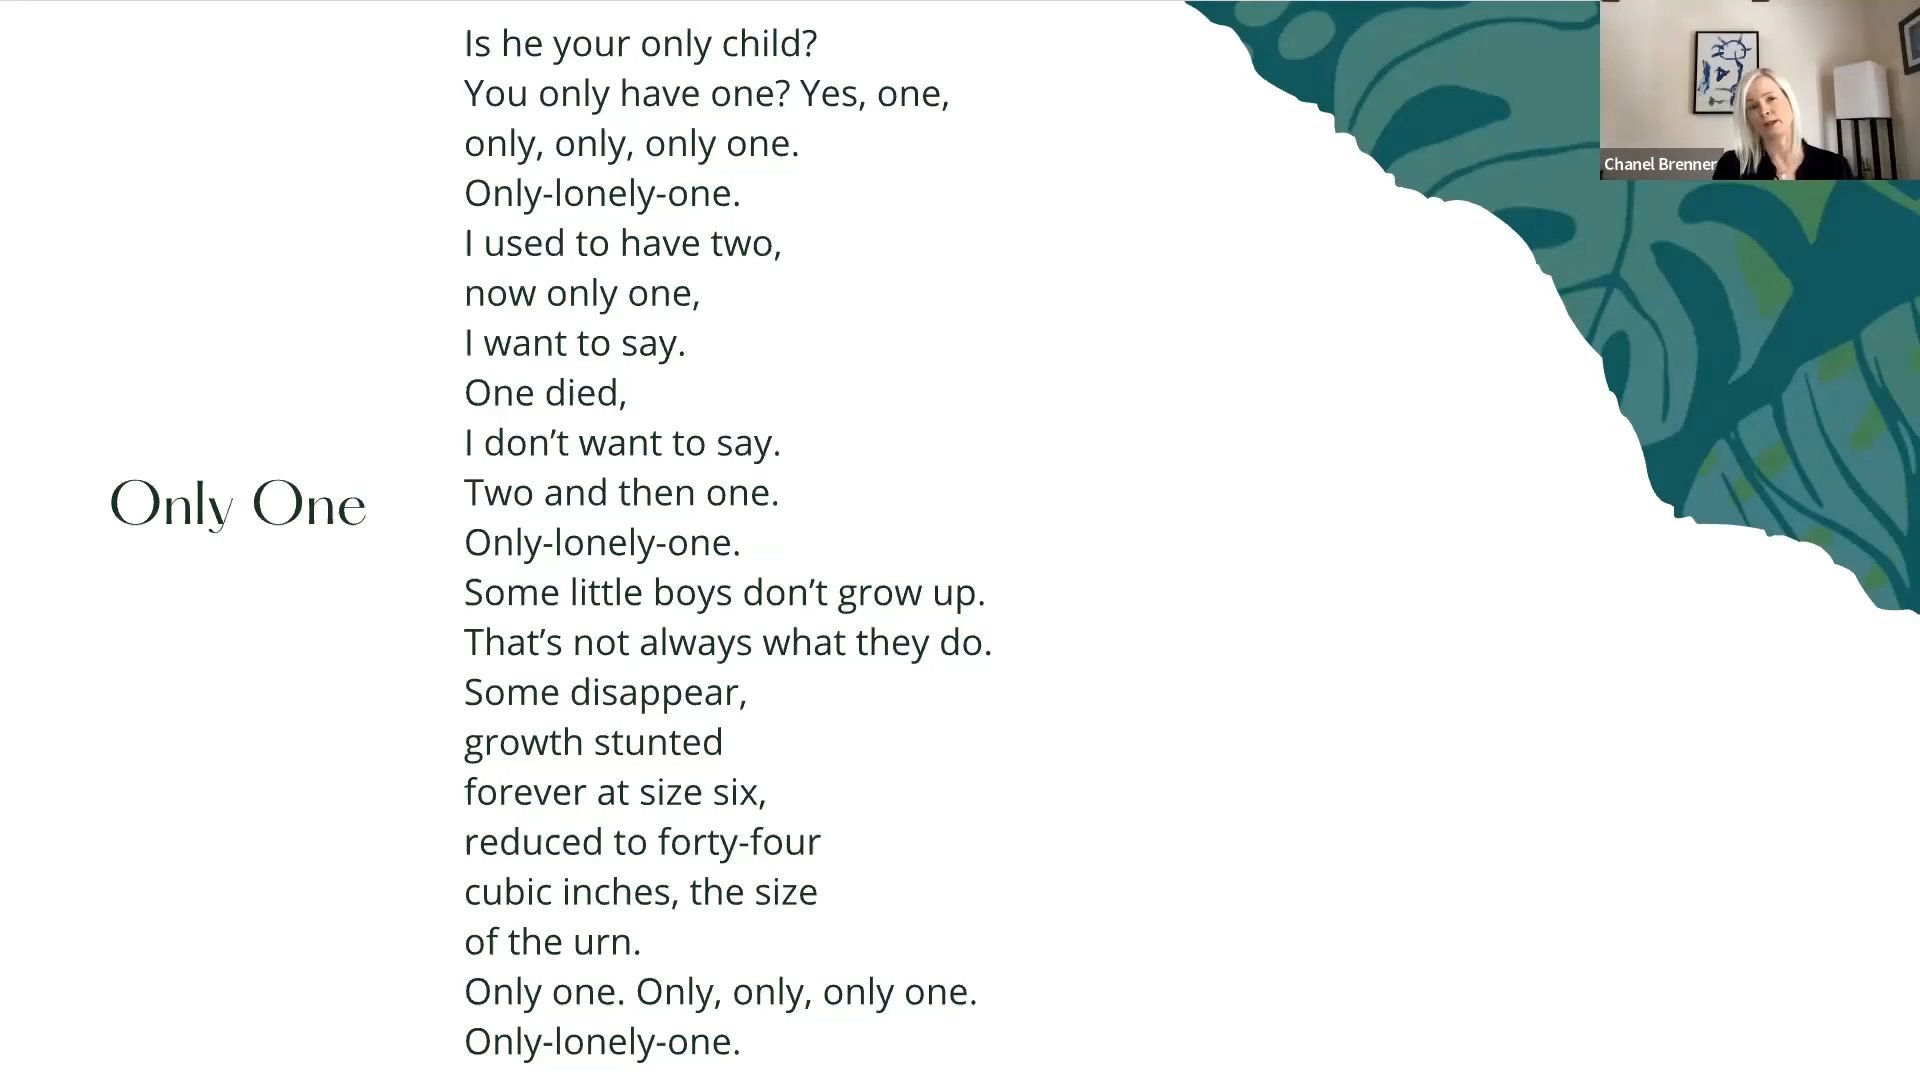 Only One
Is he your only child?
You only have one? Yes, one,
only, only, only one.
Only-lonely-one.
I used to have two,
now only one,
I want to say.
One died,
I don’t want to say.
Two and then one.
Only-lonely-one.
Some little boys don’t grow up.
That’s not always what they do.
Some disappear,
growth stunted
forever at size six,
reduced to forty-four
cubic inches, the size
of the urn.
Only one. Only, only, only one.
Only-lonely-one.
Chanel Brenner